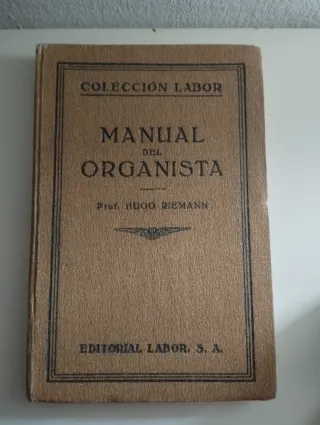 COLECCIÓN LABOR
MANUAL
DEL
ORGANISTA
Prof. HUGO RIEMANN
EDITORIAL LABOR, S. A.